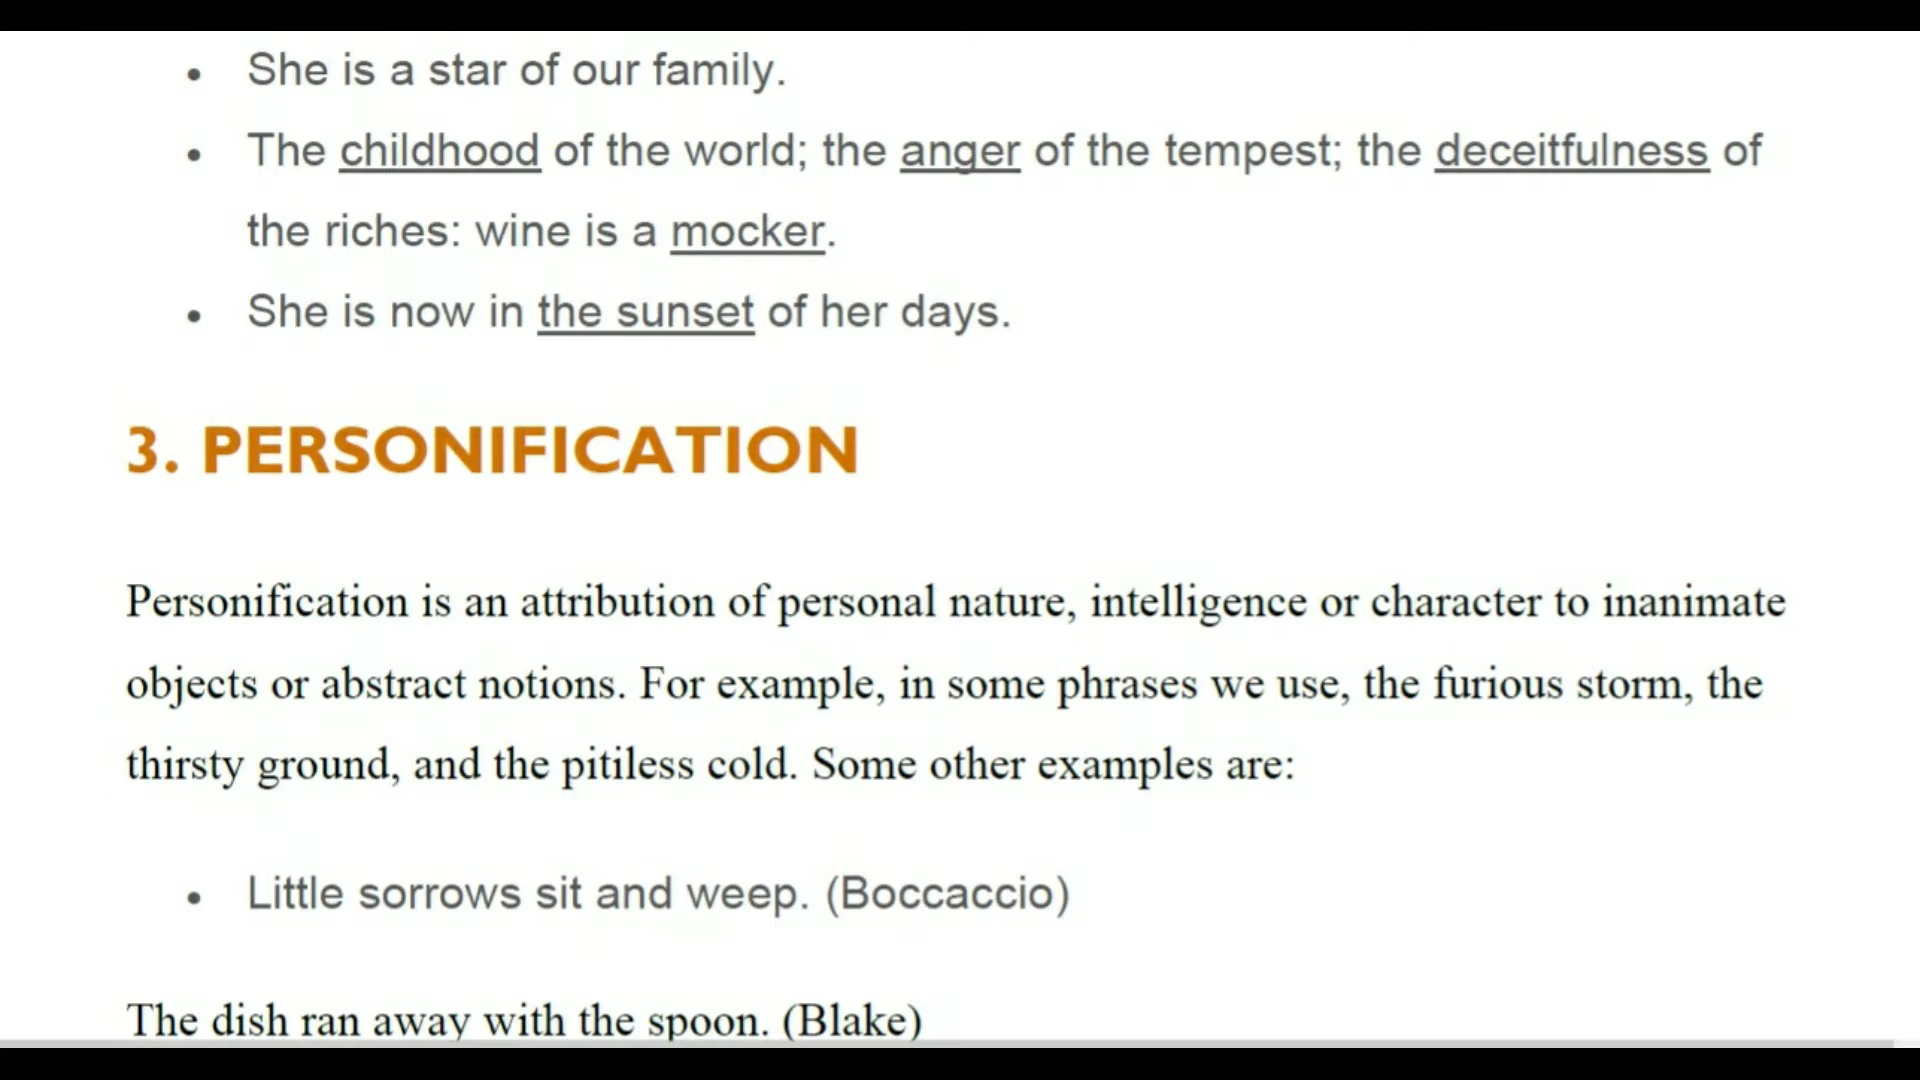 She is a star of our family.
The childhood of the world; the anger of the tempest; the deceitfulness of
the riches: wine is a mocker.
She is now in the sunset of her days.
3. PERSONIFICATION
Personification is an attribution of personal nature, intelligence or character to inanimate
objects or abstract notions. For example, in some phrases we use, the furious storm, the
thirsty ground, and the pitiless cold. Some other examples are:
Little sorrows sit and weep. (Boccaccio)
The dish ran away with the spoon. (Blake)